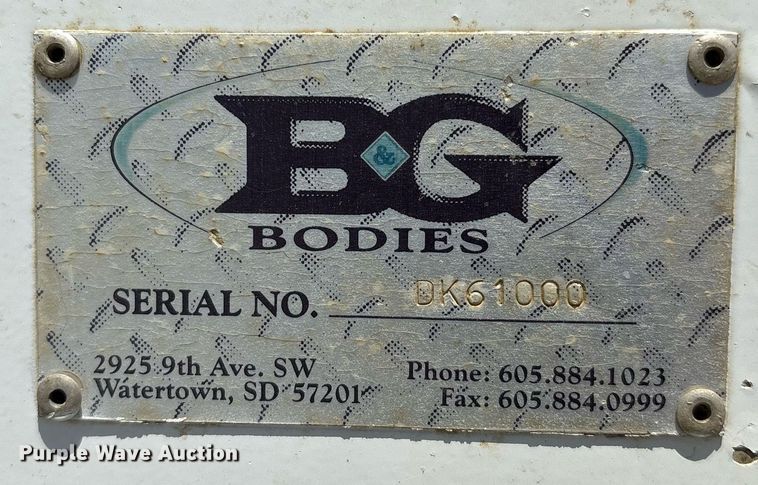 B&G
BODIES
SERIAL NO. DK61000
2925 9th Ave. SW
Watertown, SD 57201
Phone: 605.884.1023
Fax: 605.884.0999
Purple Wave Auction